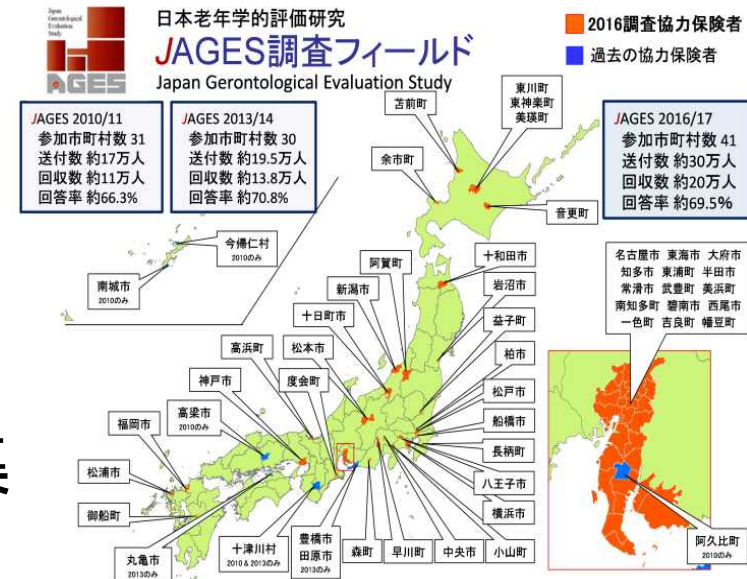 Japan
Gerontological
Evaluation
Study
AGES
日本老年学的評価研究
JAGES調査フィールド
Japan Gerontological Evaluation Study
2016調査協力保険者
過去の協力保険者
JAGES 2010/11
参加市町村数 31
送付数 約17万人
回収数 約11万人
回答率 約66.3%
JAGES 2013/14
参加市町村数 30
送付数 約19.5万人
回収数 約13.8万人
回答率 約70.8%
JAGES 2016/17
参加市町村数 41
送付数 約30万人
回収数 約20万人
回答率 約69.5%
苫前町
東川町
東神楽町
美瑛町
余市町
音更町
今帰仁村
2010のみ
南城市
2010のみ
阿賀町
新潟市
十日町市
高浜町
松本市
神戸市
度会町
高梁市
2010のみ
福岡市
松浦市
御船町
丸亀市
2013のみ
十津川村
2010 & 2013のみ
豊橋市
田原市
2013のみ
森町
早川町
中央市
小山町
十和田市
岩沼市
益子町
柏市
松戸市
船橋市
長柄町
八王子市
横浜市
名古屋市 東海市 大府市
知多市 東浦町 半田市
常滑市 武豊町 美浜町
南知多町 碧南市 西尾市
一色町 吉良町 幡豆町
阿久比町
2010のみ